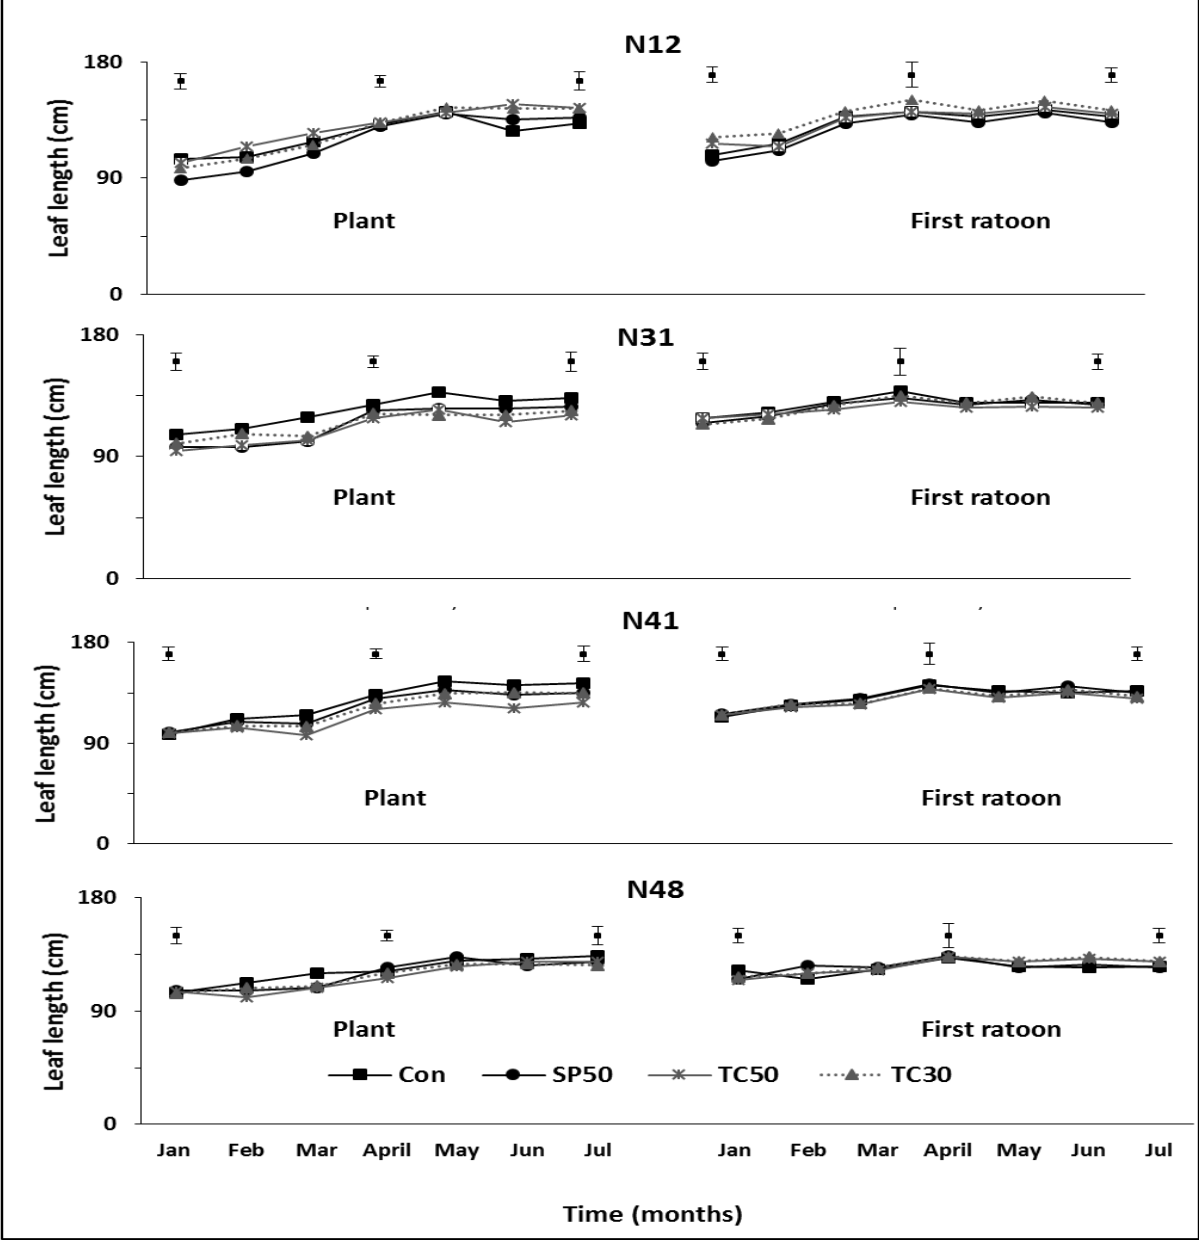 N12
180
90
0
Leaf length (cm)
Plant
First ratoon
N31
180
90
0
Leaf length (cm)
Plant
First ratoon
N41
180
90
0
Leaf length (cm)
Plant
First ratoon
N48
180
90
0
Leaf length (cm)
Plant
First ratoon
Con SP50 TC50 TC30
Jan Feb Mar April May Jun Jul Jan Feb Mar April May Jun Jul
Time (months)